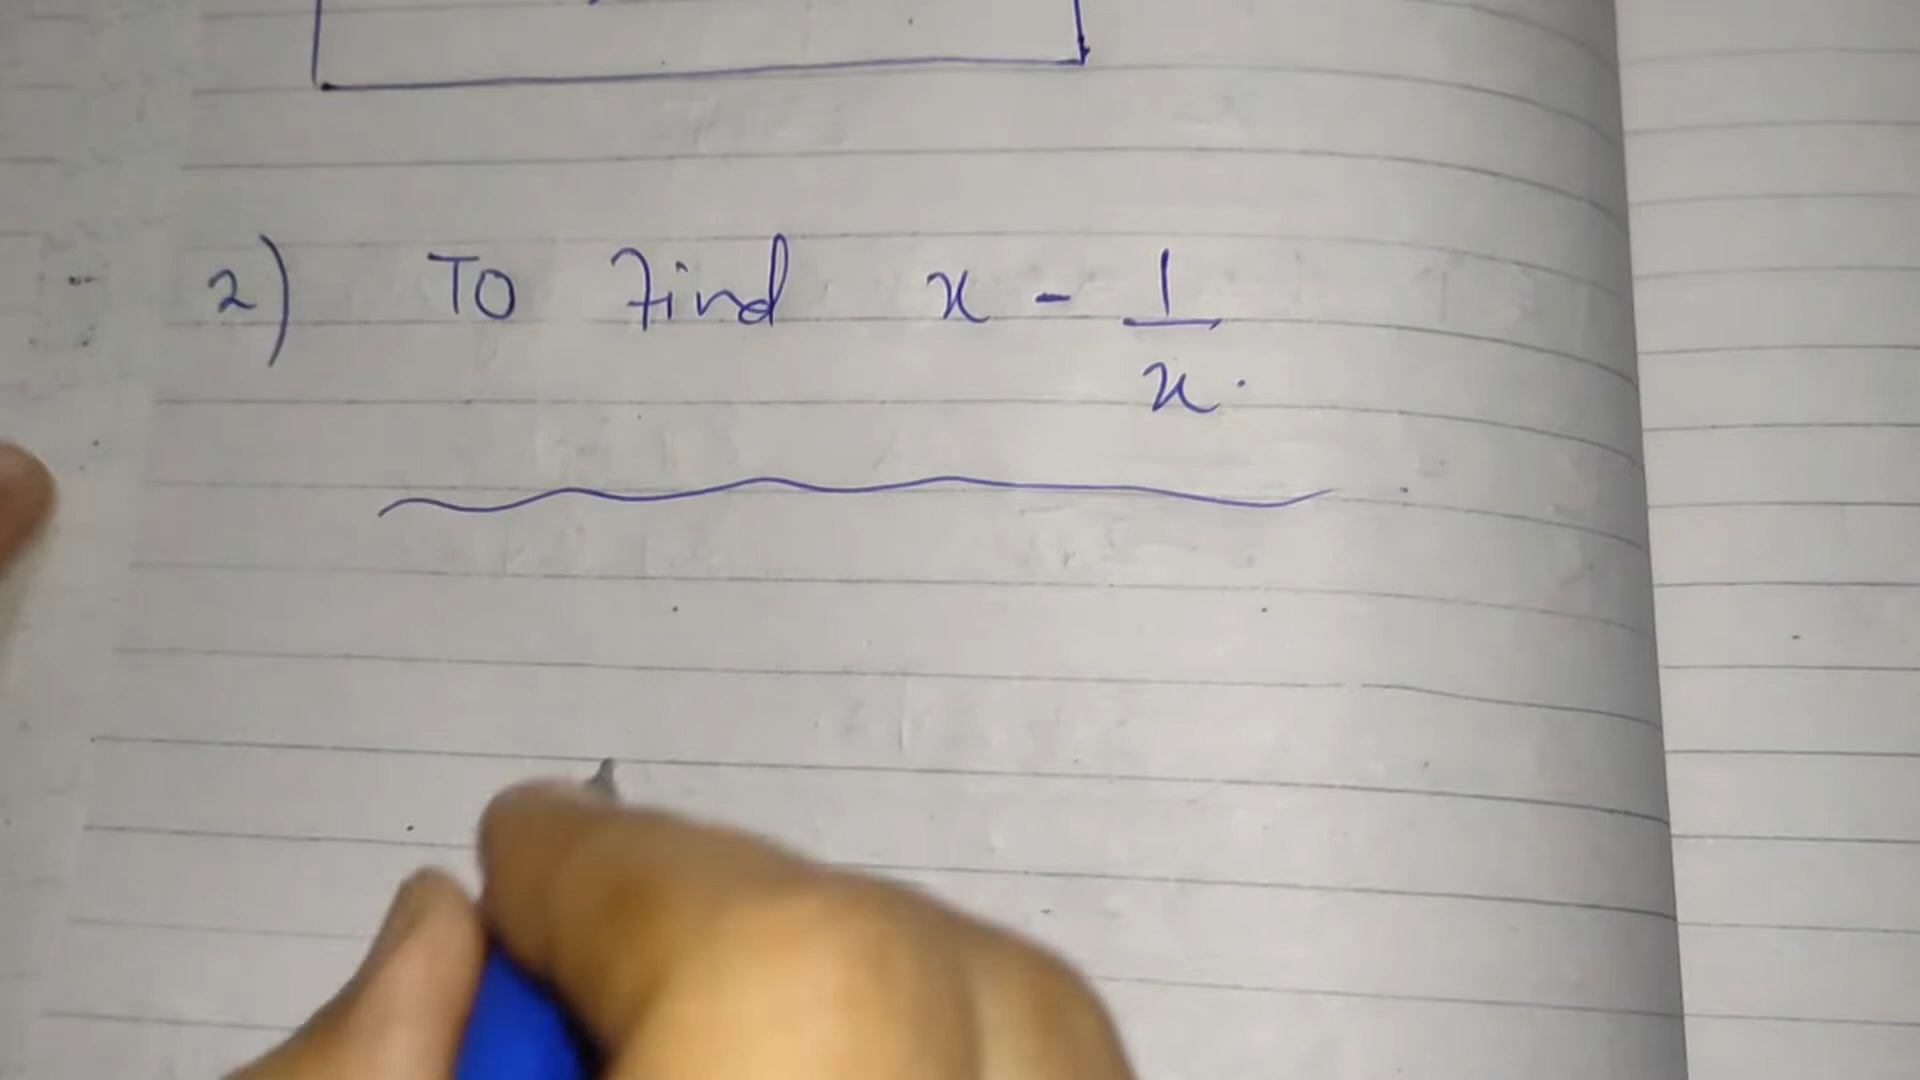 2) TO find x - 1/x.